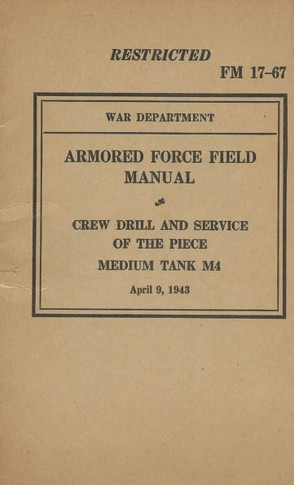 RESTRICTED
FM 17-67
WAR DEPARTMENT
ARMORED FORCE FIELD
MANUAL
CREW DRILL AND SERVICE
OF THE PIECE
MEDIUM TANK M4
April 9, 1943